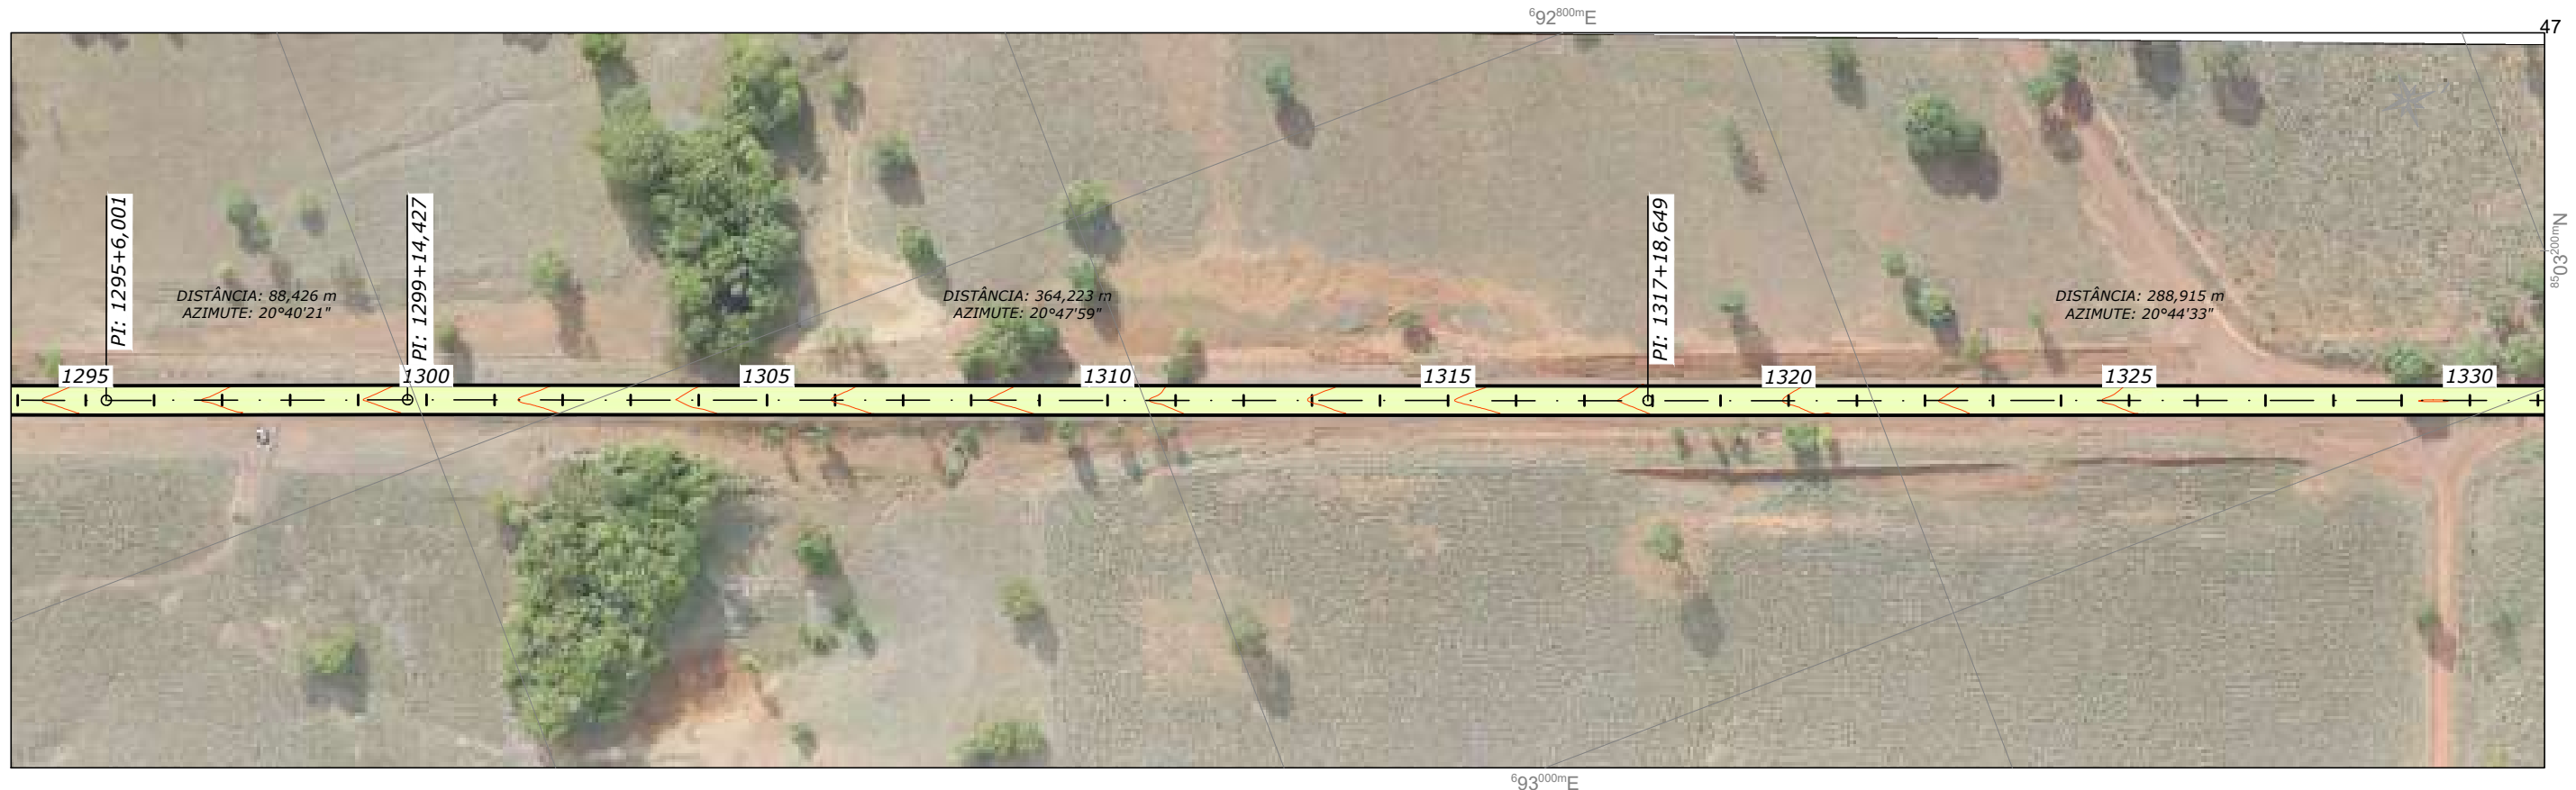 ⁶92⁸⁰⁰ᵐE
47
PI: 1295+6,001
PI: 1299+14,427
PI: 1317+18,649
⁸⁵03²⁰⁰ᵐN
DISTÂNCIA: 88,426 m
AZIMUTE: 20°40'21"
DISTÂNCIA: 364,223 m
AZIMUTE: 20°47'59"
DISTÂNCIA: 288,915 m
AZIMUTE: 20°44'33"
1295
1300
1305
1310
1315
1320
1325
1330
⁶93⁰⁰⁰ᵐE